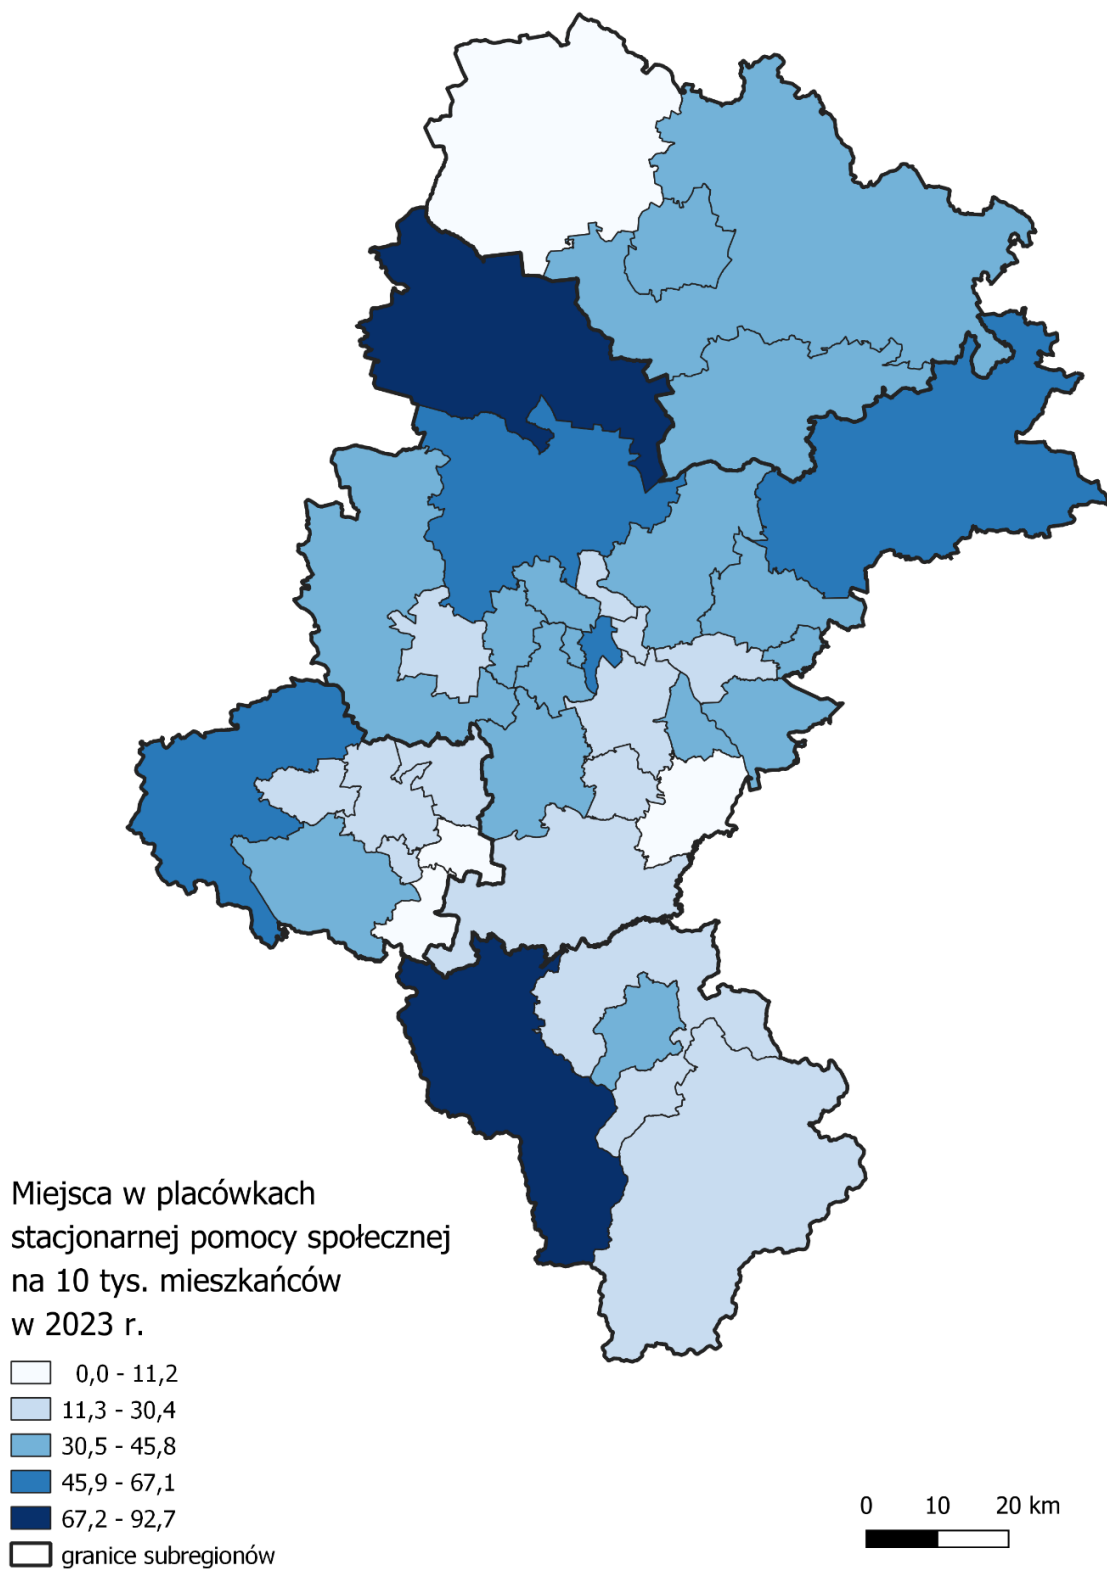 Miejsca w placówkach
stacjonarnej pomocy społecznej
na 10 tys. mieszkańców
w 2023 r.
0,0 - 11,2
11,3 - 30,4
30,5 - 45,8
45,9 - 67,1
67,2 - 92,7
granice subregionów
0 10 20 km